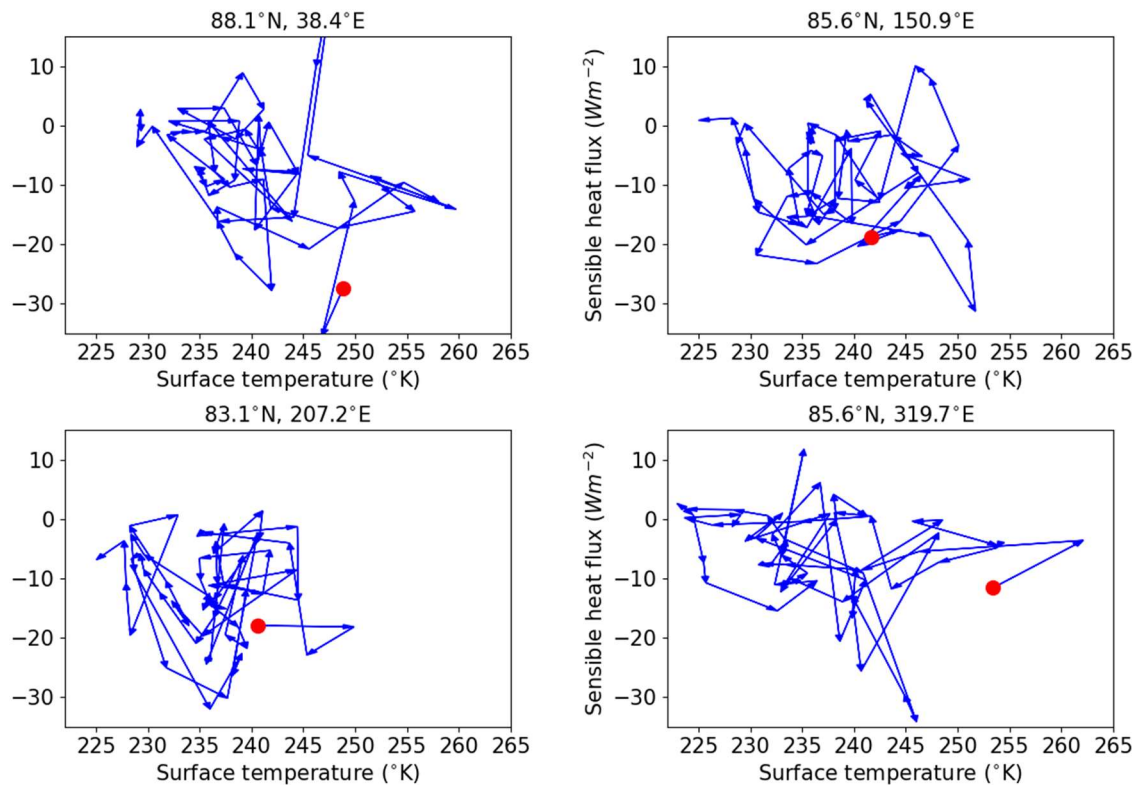 88.1°N, 38.4°E
10
0
−10
−20
−30
225 230 235 240 245 250 255 260 265
Surface temperature (°K)
85.6°N, 150.9°E
Sensible heat flux (Wm⁻²)
10
0
−10
−20
−30
225 230 235 240 245 250 255 260 265
Surface temperature (°K)
83.1°N, 207.2°E
10
0
−10
−20
−30
225 230 235 240 245 250 255 260 265
Surface temperature (°K)
85.6°N, 319.7°E
Sensible heat flux (Wm⁻²)
10
0
−10
−20
−30
225 230 235 240 245 250 255 260 265
Surface temperature (°K)